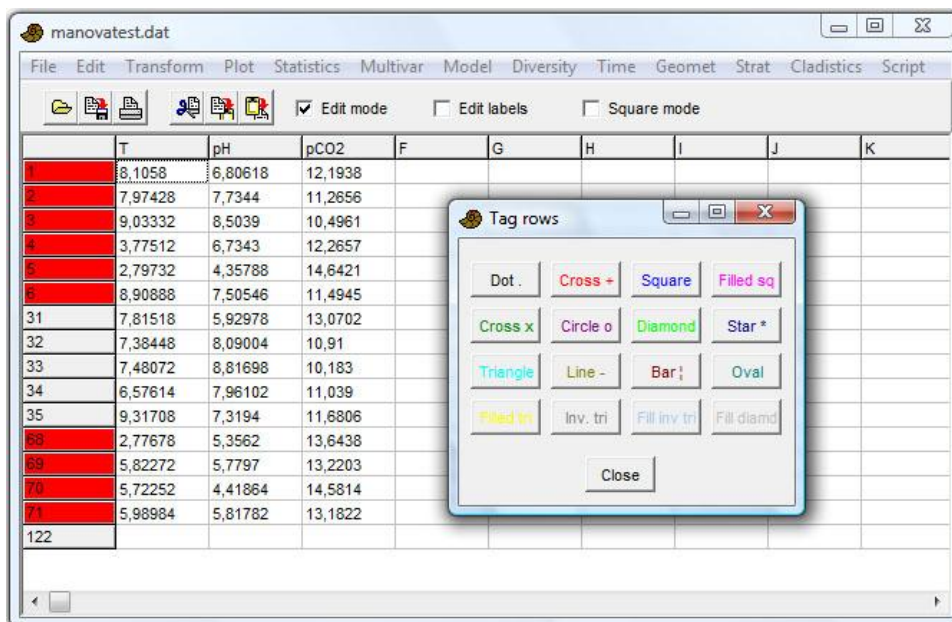 manovatest.dat
File Edit Transform Plot Statistics Multivar Model Diversity Time Geomet Strat Cladistics Script
Edit mode Edit labels Square mode
T pH pCO2 F G H I J K
1 8,1058 6,80618 12,1938
2 7,97428 7,7344 11,2656
3 9,03332 8,5039 10,4961
4 3,77512 6,7343 12,2657
5 2,79732 4,35788 14,6421
6 8,90888 7,50546 11,4945
31 7,81518 5,92978 13,0702
32 7,38448 8,09004 10,91
33 7,48072 8,81698 10,183
34 6,57614 7,96102 11,039
35 9,31708 7,3194 11,6806
68 2,77678 5,3562 13,6438
69 5,82272 5,7797 13,2203
70 5,72252 4,41864 14,5814
71 5,98984 5,81782 13,1822
122
Tag rows
Dot . Cross + Square Filled sq
Cross x Circle o Diamond Star *
Triangle Line - Bar ¦ Oval
Filled tri Inv. tri Fill inv tri Fill diamd
Close